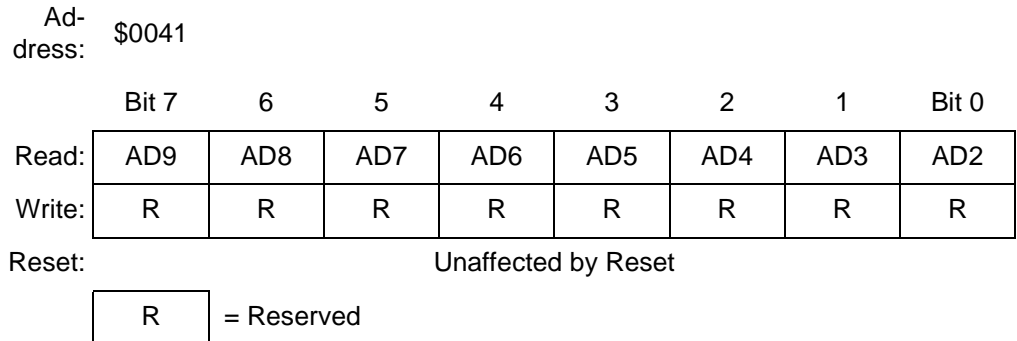 Ad-
dress: $0041
Bit 7 6 5 4 3 2 1 Bit 0
Read: AD9 AD8 AD7 AD6 AD5 AD4 AD3 AD2
Write: R R R R R R R R
Reset: Unaffected by Reset
R = Reserved